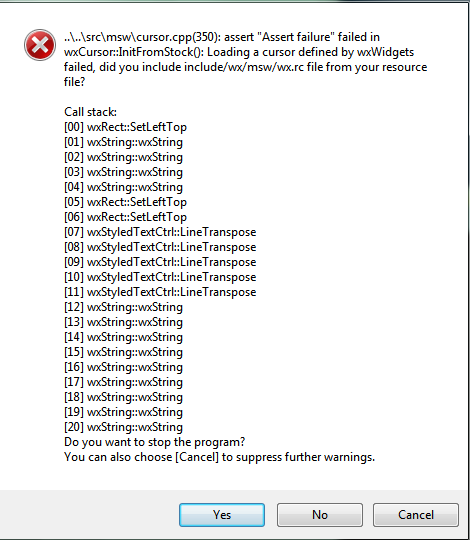 ..\..\src\msw\cursor.cpp(350): assert "Assert failure" failed in
wxCursor::InitFromStock(): Loading a cursor defined by wxWidgets
failed, did you include include/wx/msw/wx.rc file from your resource
file?
Call stack:
[00] wxRect::SetLeftTop
[01] wxString::wxString
[02] wxString::wxString
[03] wxString::wxString
[04] wxString::wxString
[05] wxRect::SetLeftTop
[06] wxRect::SetLeftTop
[07] wxStyledTextCtrl::LineTranspose
[08] wxStyledTextCtrl::LineTranspose
[09] wxStyledTextCtrl::LineTranspose
[10] wxStyledTextCtrl::LineTranspose
[11] wxStyledTextCtrl::LineTranspose
[12] wxString::wxString
[13] wxString::wxString
[14] wxString::wxString
[15] wxString::wxString
[16] wxString::wxString
[17] wxString::wxString
[18] wxString::wxString
[19] wxString::wxString
[20] wxString::wxString
Do you want to stop the program?
You can also choose [Cancel] to suppress further warnings.
Yes No Cancel